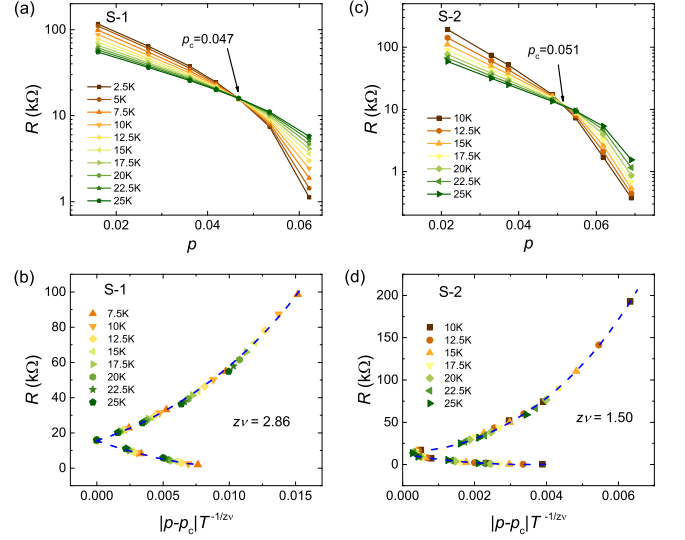 (a)
S-1
p_c=0.047
100
10
1
R (kΩ)
2.5K
5K
7.5K
10K
12.5K
15K
17.5K
20K
22.5K
25K
0.02
0.04
0.06
p
(c)
S-2
p_c=0.051
100
10
1
R (kΩ)
10K
12.5K
15K
17.5K
20K
22.5K
25K
0.02
0.04
0.06
p
(b)
S-1
100
80
60
40
20
0
R (kΩ)
7.5K
10K
12.5K
15K
17.5K
20K
22.5K
25K
zν = 2.86
0.000
0.005
0.010
0.015
|p-p_c|T^{-1/zν}
(d)
S-2
200
150
100
50
0
R (kΩ)
10K
12.5K
15K
17.5K
20K
22.5K
25K
zν = 1.50
0.000
0.002
0.004
0.006
|p-p_c|T^{-1/zν}